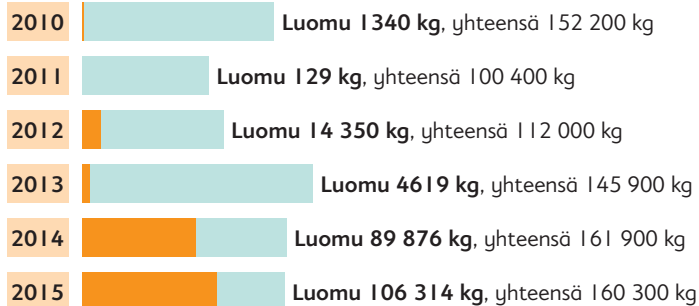 2010 Luomu 1340 kg, yhteensä 152 200 kg
2011 Luomu 129 kg, yhteensä 100 400 kg
2012 Luomu 14 350 kg, yhteensä 112 000 kg
2013 Luomu 4619 kg, yhteensä 145 900 kg
2014 Luomu 89 876 kg, yhteensä 161 900 kg
2015 Luomu 106 314 kg, yhteensä 160 300 kg